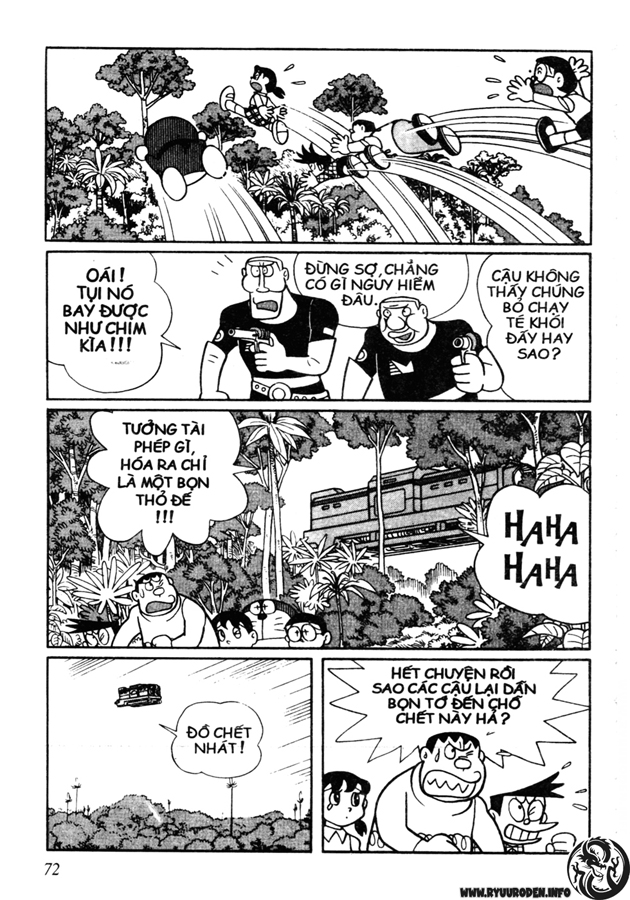 OÁI!
TỤI NÓ
BAY ĐƯỢC
NHƯ CHIM
KÌA!!!
ĐỪNG SỢ, CHẲNG
CÓ GÌ NGUY HIỂM
ĐÂU.
CẬU KHÔNG
THẤY CHÚNG
BỎ CHẠY
TÉ KHÓI
ĐẤY HAY
SAO?
TƯỞNG TÀI
PHÉP GÌ,
HÓA RA CHỈ
LÀ MỘT BỌN
THỎ ĐẾ
!!!
HAHA
HAHA
ĐỒ CHẾT
NHÁT!
HẾT CHUYỆN RỒI
SAO CÁC CẬU LẠI DẪN
BỌN TỚ ĐẾN CHỖ
CHẾT NÀY HẢ?
72
WWW.RYUURODEN.INFO